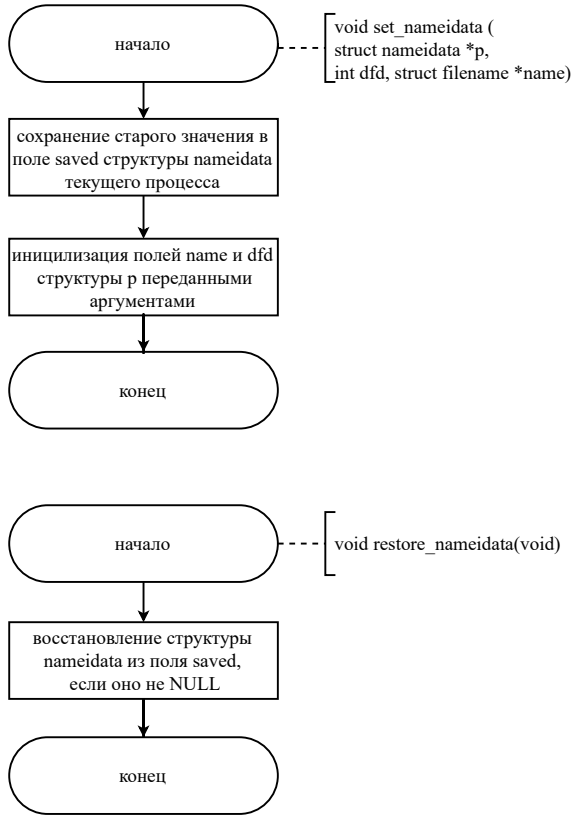 начало
void set_nameidata (
struct nameidata *p,
int dfd, struct filename *name)
сохранение старого значения в
поле saved структуры nameidata
текущего процесса
иницилизация полей name и dfd
структуры p переданными
аргументами
конец
начало
void restore_nameidata(void)
восстановление структуры
nameidata из поля saved,
если оно не NULL
конец